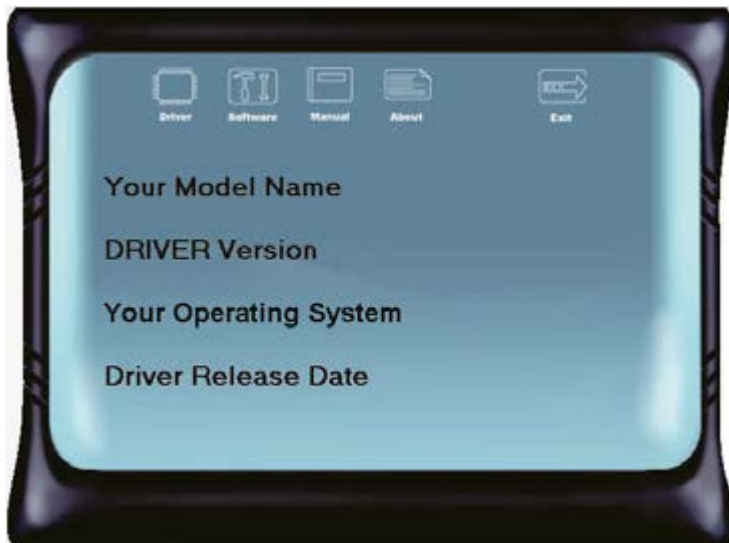 Driver Software Manual About Exit
Your Model Name
DRIVER Version
Your Operating System
Driver Release Date